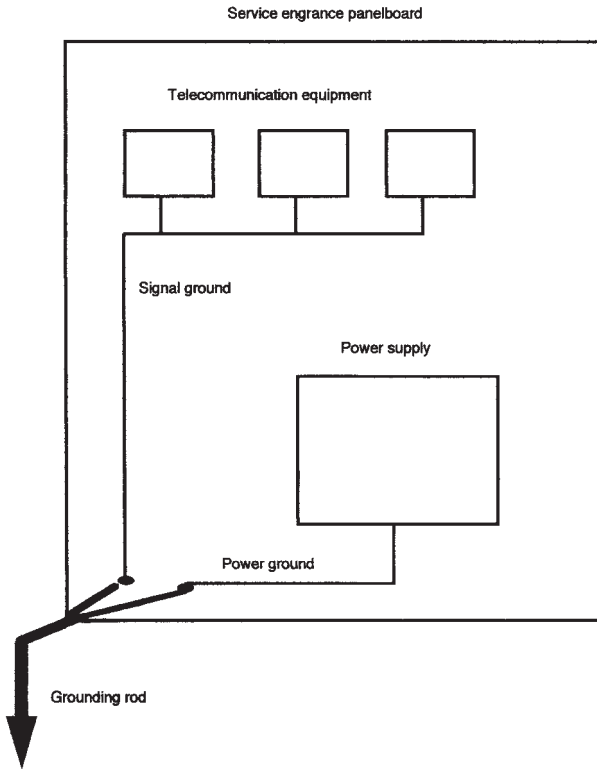 Service engrance panelboard
Telecommunication equipment
Signal ground
Power supply
Power ground
Grounding rod